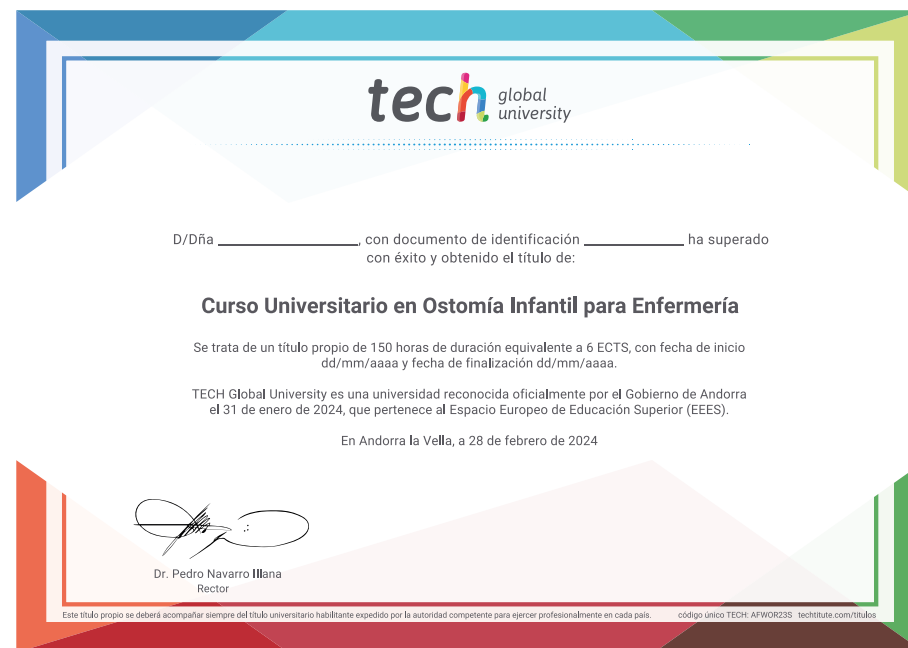 tech global university
D/Dña ______________, con documento de identificación __________ ha superado
con éxito y obtenido el título de:
Curso Universitario en Ostomía Infantil para Enfermería
Se trata de un título propio de 150 horas de duración equivalente a 6 ECTS, con fecha de inicio
dd/mm/aaaa y fecha de finalización dd/mm/aaaa.
TECH Global University es una universidad reconocida oficialmente por el Gobierno de Andorra
el 31 de enero de 2024, que pertenece al Espacio Europeo de Educación Superior (EEES).
En Andorra la Vella, a 28 de febrero de 2024
Dr. Pedro Navarro Illana
Rector
Este título propio se deberá acompañar siempre del título universitario habilitante expedido por la autoridad competente para ejercer profesionalmente en cada país. código único TECH: AFWOR23S techtitute.com/titulos